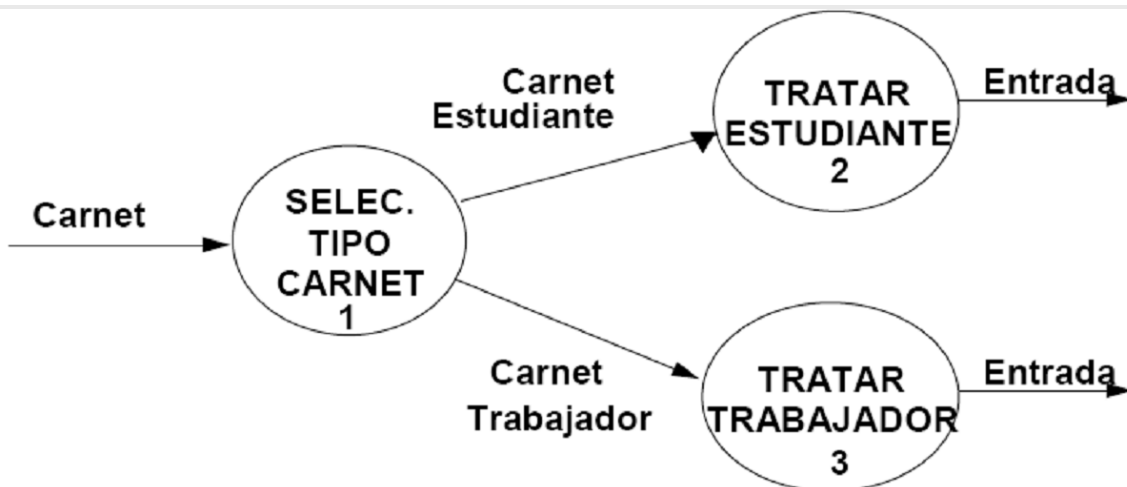 Carnet
SELEC.
TIPO
CARNET
1
Carnet
Estudiante
TRATAR
ESTUDIANTE
2
Entrada
Carnet
Trabajador
TRATAR
TRABAJADOR
3
Entrada